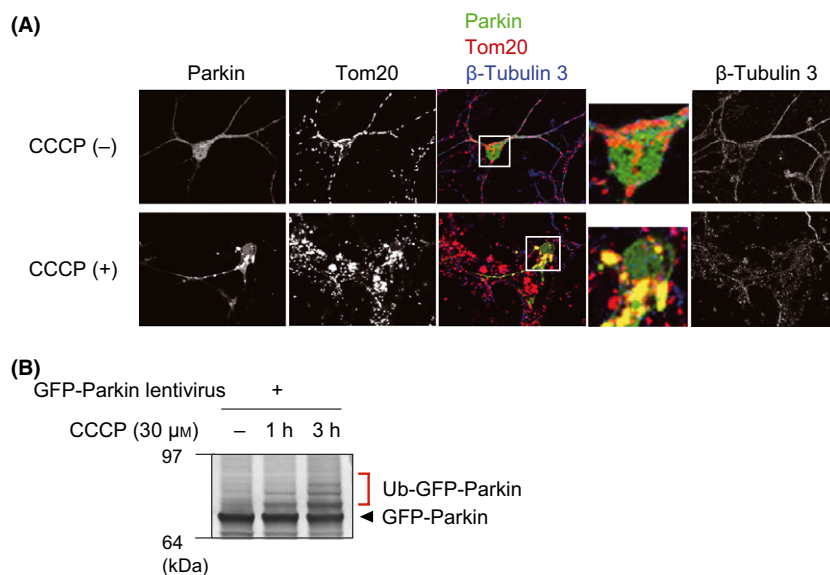 (A)
Parkin
Tom20
Parkin Tom20 β-Tubulin 3 β-Tubulin 3
CCCP (–)
CCCP (+)
(B)
GFP-Parkin lentivirus +
CCCP (30 μM) – 1 h 3 h
97
Ub-GFP-Parkin
GFP-Parkin
64
(kDa)